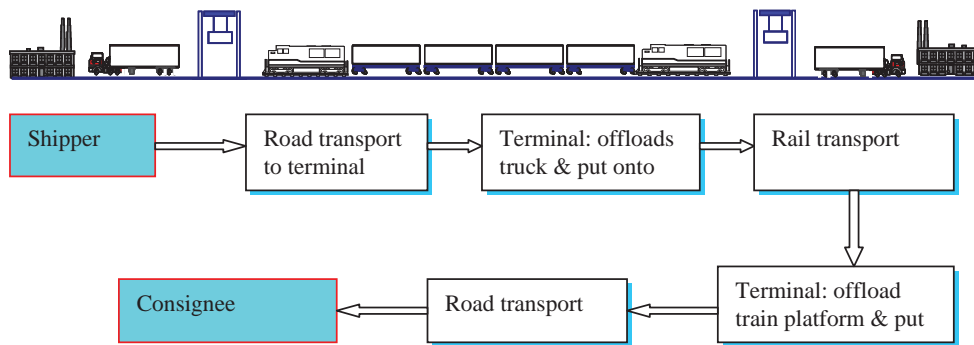 Shipper
Road transport
to terminal
Terminal: offloads
truck & put onto
Rail transport
Terminal: offload
train platform & put
Road transport
Consignee